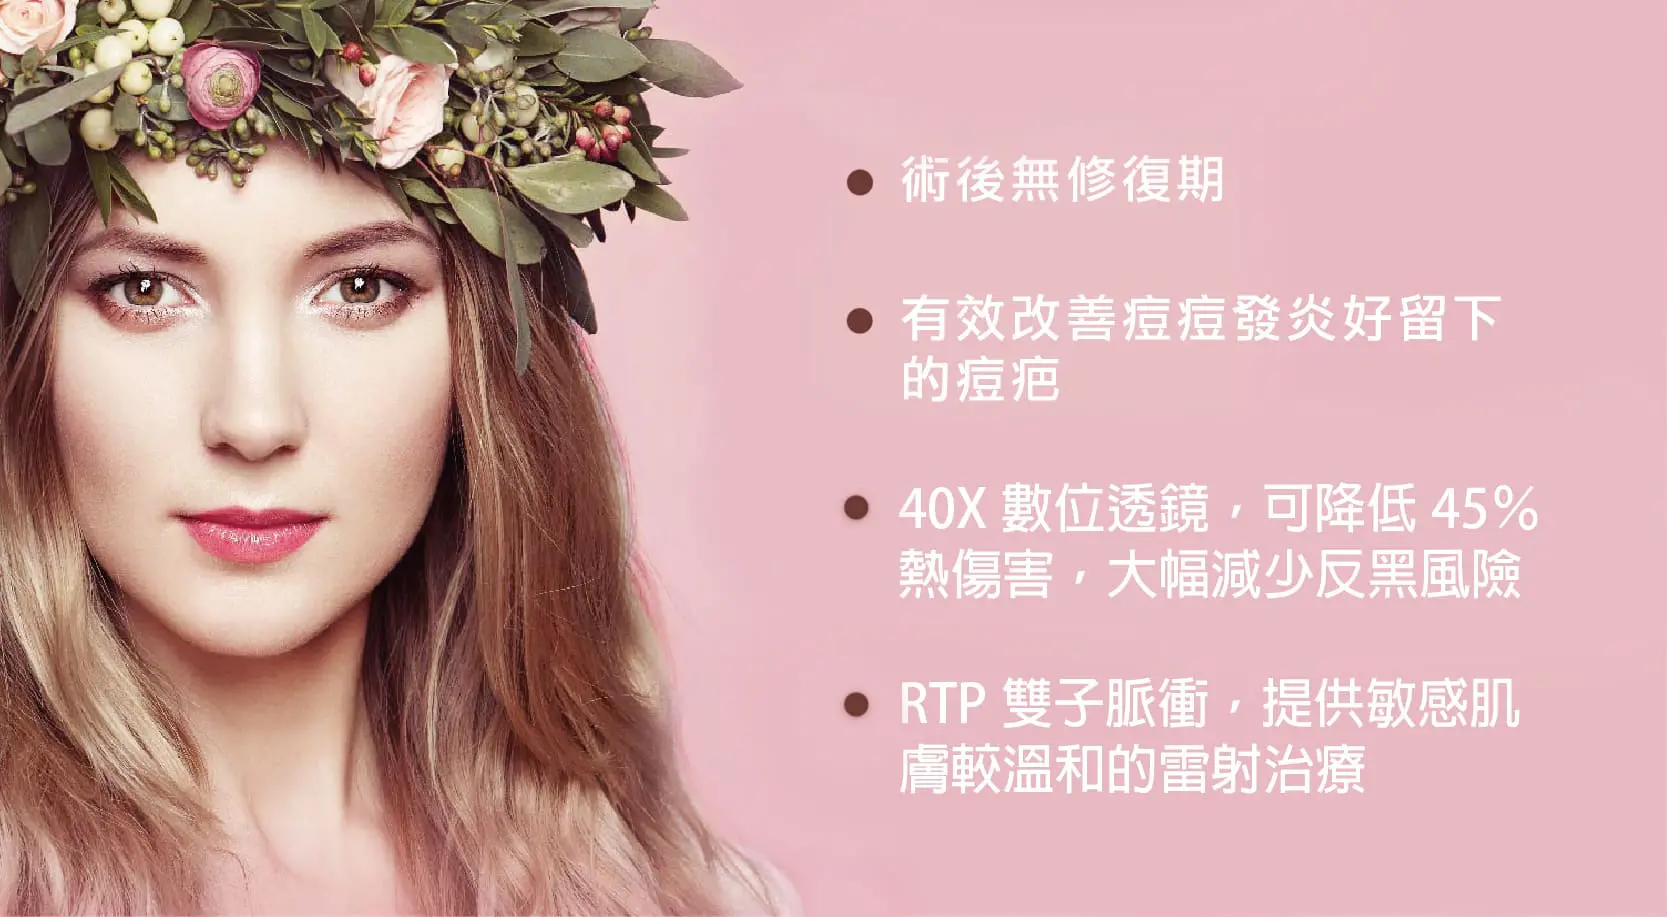 術後無修復期
有效改善痘痘發炎好留下
的痘疤
40X 數位透鏡，可降低 45%
熱傷害，大幅減少反黑風險
RTP 雙子脈衝，提供敏感肌
膚較溫和的雷射治療